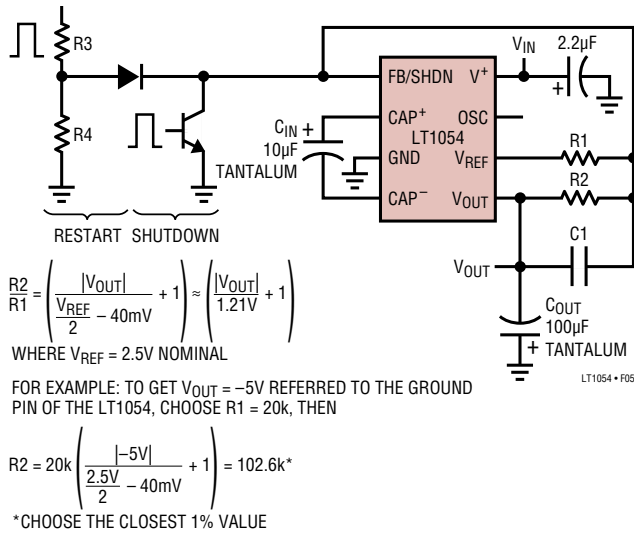 R3
R4
RESTART SHUTDOWN
CIN +
10µF
TANTALUM
FB/SHDN V+
CAP+ OSC
LT1054
GND VREF
CAP– VOUT
VIN
2.2µF
+
R1
R2
C1
VOUT
COUT
100µF
+ TANTALUM
LT1054 • F05
R2/R1 = (|VOUT| / (VREF/2 – 40mV) + 1) ≈ (|VOUT|/1.21V + 1)
WHERE VREF = 2.5V NOMINAL
FOR EXAMPLE: TO GET VOUT = –5V REFERRED TO THE GROUND
PIN OF THE LT1054, CHOOSE R1 = 20k, THEN
R2 = 20k (|–5V| / (2.5V/2 – 40mV) + 1) = 102.6k*
*CHOOSE THE CLOSEST 1% VALUE